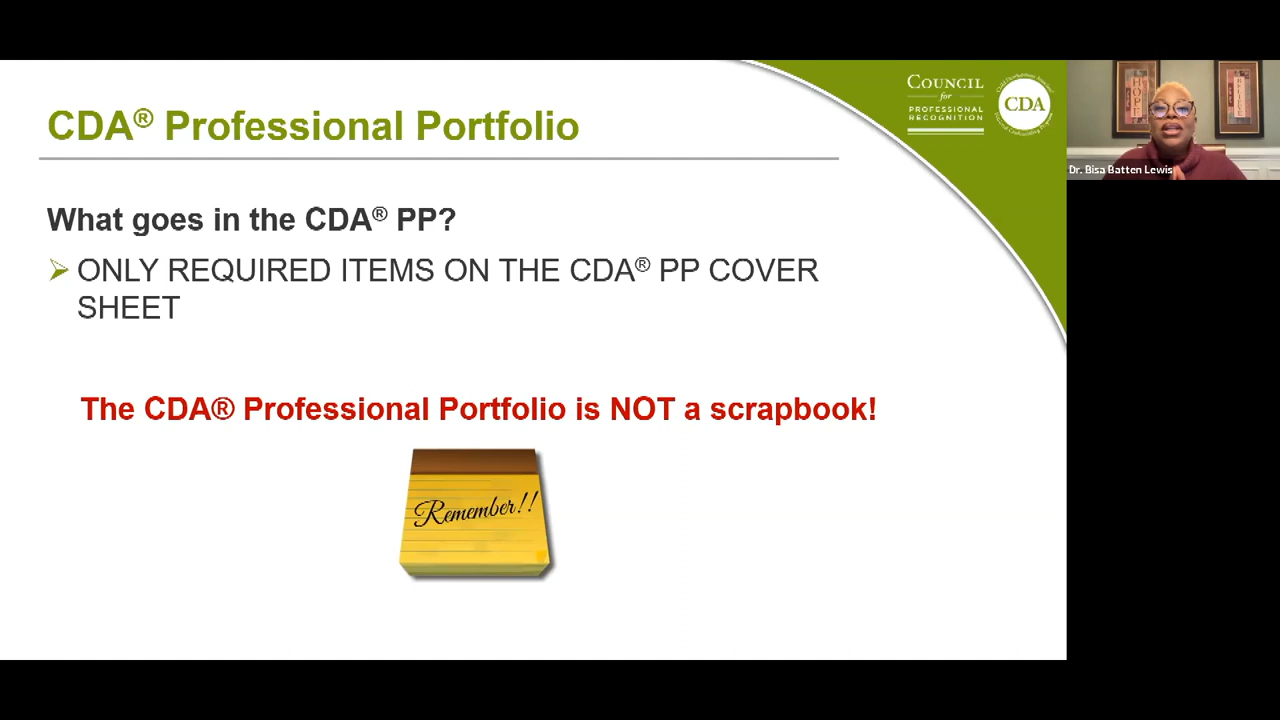 CDA® Professional Portfolio
What goes in the CDA® PP?
ONLY REQUIRED ITEMS ON THE CDA® PP COVER
SHEET
The CDA® Professional Portfolio is NOT a scrapbook!
Remember!!
COUNCIL
for
PROFESSIONAL
RECOGNITION
CDA
HOPE
Dr. Bisa Batten Lewis